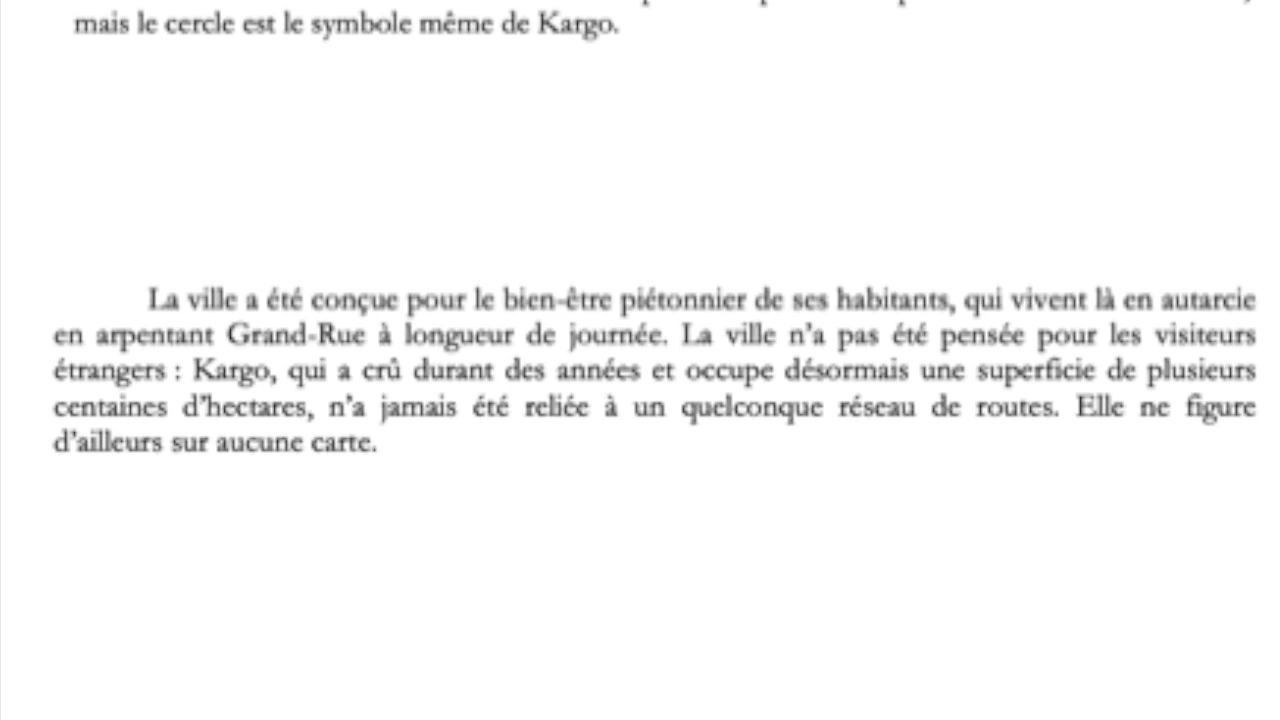 mais le cercle est le symbole même de Kargo.
La ville a été conçue pour le bien-être piétonnier de ses habitants, qui vivent là en autarcie
en arpentant Grand-Rue à longueur de journée. La ville n'a pas été pensée pour les visiteurs
étrangers : Kargo, qui a crû durant des années et occupe désormais une superficie de plusieurs
centaines d'hectares, n'a jamais été reliée à un quelconque réseau de routes. Elle ne figure
d'ailleurs sur aucune carte.